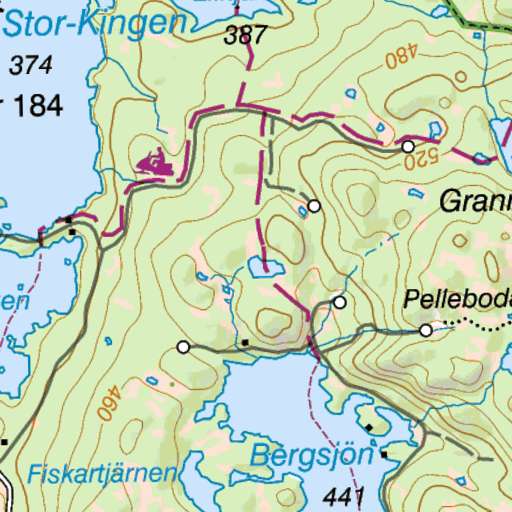 Stor-Kingen
387
374
480
184
520
Grann
Pelleboda
460
Bergsjön
Fiskartjärnen
441